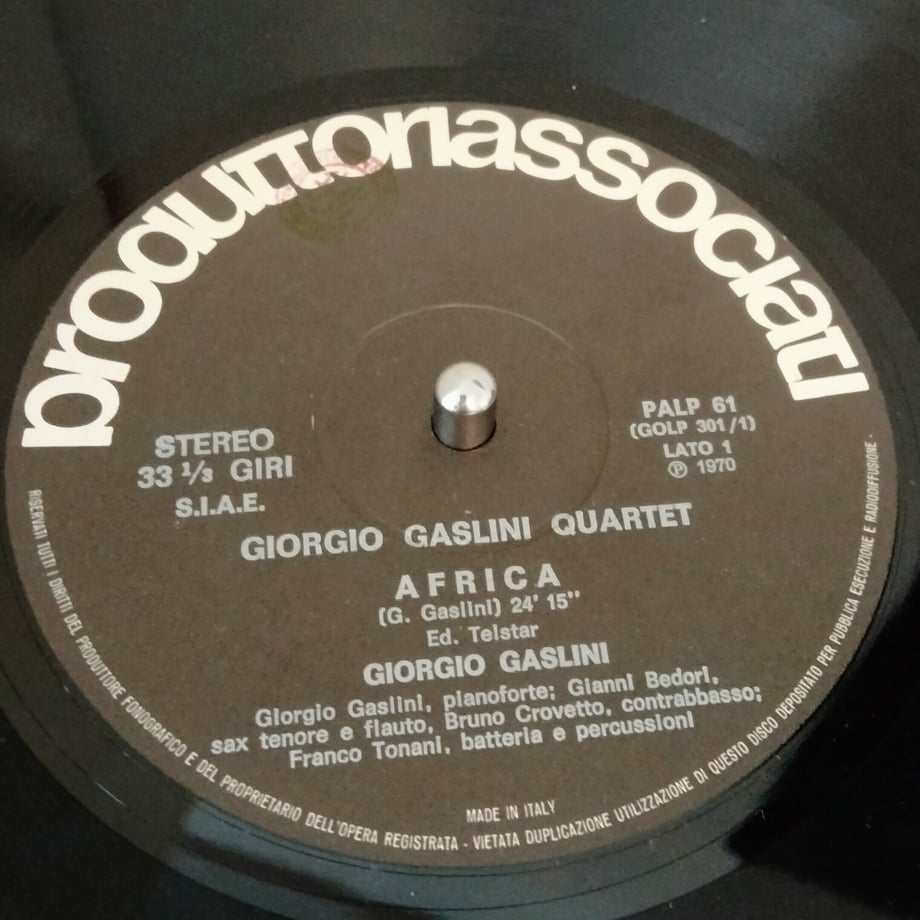 produttoriassociati
STEREO
33 ⅓ GIRI
S.I.A.E.
PALP 61
(GOLP 301/1)
LATO 1
℗ 1970
GIORGIO GASLINI QUARTET
AFRICA
(G. Gaslini) 24' 15''
Ed. Telstar
GIORGIO GASLINI
Giorgio Gaslini, pianoforte; Gianni Bedori,
sax tenore e flauto, Bruno Crovetto, contrabbasso;
Franco Tonani, batteria e percussioni
MADE IN ITALY
RISERVATI TUTTI I DIRITTI DEL PRODUTTORE FONOGRAFICO E DEL PROPRIETARIO DELL'OPERA REGISTRATA - VIETATA DUPLICAZIONE UTILIZZAZIONE DI QUESTO DISCO DEPOSITATO PER PUBBLICA ESECUZIONE E RADIODIFFUSIONE -